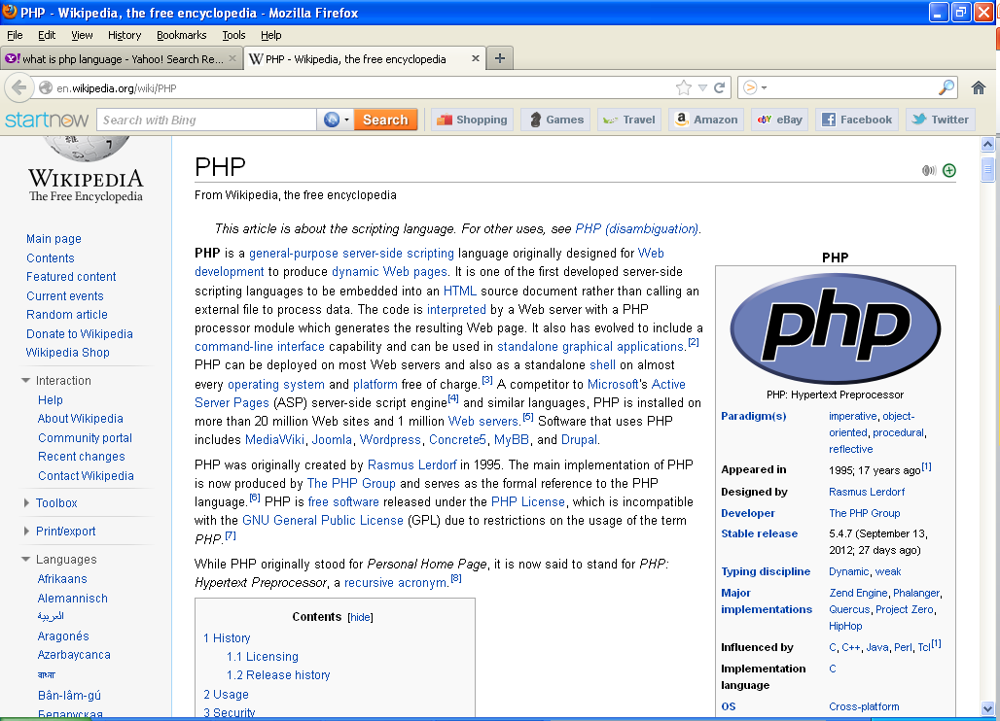 PHP - Wikipedia, the free encyclopedia - Mozilla Firefox
File Edit View History Bookmarks Tools Help
what is php language - Yahoo! Search Re...
PHP - Wikipedia, the free encyclopedia
en.wikipedia.org/wiki/PHP
startnow
Search with Bing
Search
Shopping
Games
Travel
Amazon
eBay
Facebook
Twitter
WIKIPEDIA
The Free Encyclopedia
Main page
Contents
Featured content
Current events
Random article
Donate to Wikipedia
Wikipedia Shop
Interaction
Help
About Wikipedia
Community portal
Recent changes
Contact Wikipedia
Toolbox
Print/export
Languages
Afrikaans
Alemannisch
العربية
Aragonés
Azərbaycanca
বাংলা
Bân-lâm-gú
Беларуская
PHP
From Wikipedia, the free encyclopedia
This article is about the scripting language. For other uses, see PHP (disambiguation).
PHP is a general-purpose server-side scripting language originally designed for Web
development to produce dynamic Web pages. It is one of the first developed server-side
scripting languages to be embedded into an HTML source document rather than calling an
external file to process data. The code is interpreted by a Web server with a PHP
processor module which generates the resulting Web page. It also has evolved to include a
command-line interface capability and can be used in standalone graphical applications.[2]
PHP can be deployed on most Web servers and also as a standalone shell on almost
every operating system and platform free of charge.[3] A competitor to Microsoft's Active
Server Pages (ASP) server-side script engine[4] and similar languages, PHP is installed on
more than 20 million Web sites and 1 million Web servers.[5] Software that uses PHP
includes MediaWiki, Joomla, Wordpress, Concrete5, MyBB, and Drupal.
PHP was originally created by Rasmus Lerdorf in 1995. The main implementation of PHP
is now produced by The PHP Group and serves as the formal reference to the PHP
language.[6] PHP is free software released under the PHP License, which is incompatible
with the GNU General Public License (GPL) due to restrictions on the usage of the term
PHP.[7]
While PHP originally stood for Personal Home Page, it is now said to stand for PHP:
Hypertext Preprocessor, a recursive acronym.[8]
Contents [hide]
1 History
1.1 Licensing
1.2 Release history
2 Usage
3 Security
PHP
php
PHP: Hypertext Preprocessor
Paradigm(s) imperative, object-
oriented, procedural,
reflective
Appeared in 1995; 17 years ago[1]
Designed by Rasmus Lerdorf
Developer The PHP Group
Stable release 5.4.7 (September 13,
2012; 27 days ago)
Typing discipline Dynamic, weak
Major Zend Engine, Phalanger,
implementations Quercus, Project Zero,
HipHop
Influenced by C, C++, Java, Perl, Tcl[1]
Implementation C
language
OS Cross-platform